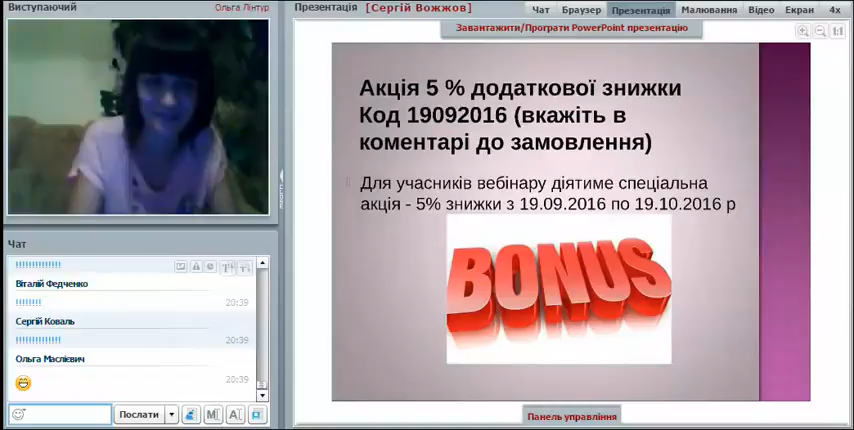 Виступаючий
Ольга Лінтур
Презентація [Сергій Вожжов]
Чат Браузер Презентація Малювання Відео Екран 4x
Завантажити/Програти PowerPoint презентацію
1:1
Акція 5 % додаткової знижки
Код 19092016 (вкажіть в
коментарі до замовлення)
Для учасників вебінару діятиме спеціальна
акція - 5% знижки з 19.09.2016 по 19.10.2016 р
BONUS
Чат
!!!!!!!!!!!!!
Віталій Федченко
!!!!!!!! 20:39
Сергій Коваль
!!!!!!!!!!!!! 20:39
Ольга Маслієвич
20:39
Послати
Панель управління